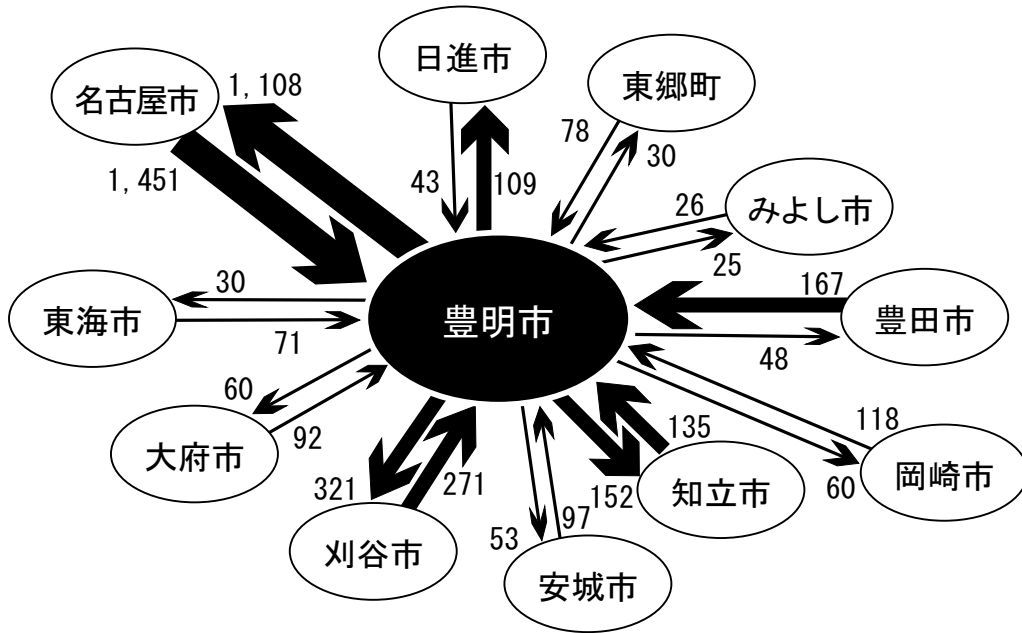 日進市
名古屋市
1,108
東郷町
78
30
1,451
43
109
26
みよし市
25
30
167
東海市
豊明市
豊田市
71
48
60
118
大府市
92
135
岡崎市
321
271
152
知立市
60
53
97
刈谷市
安城市